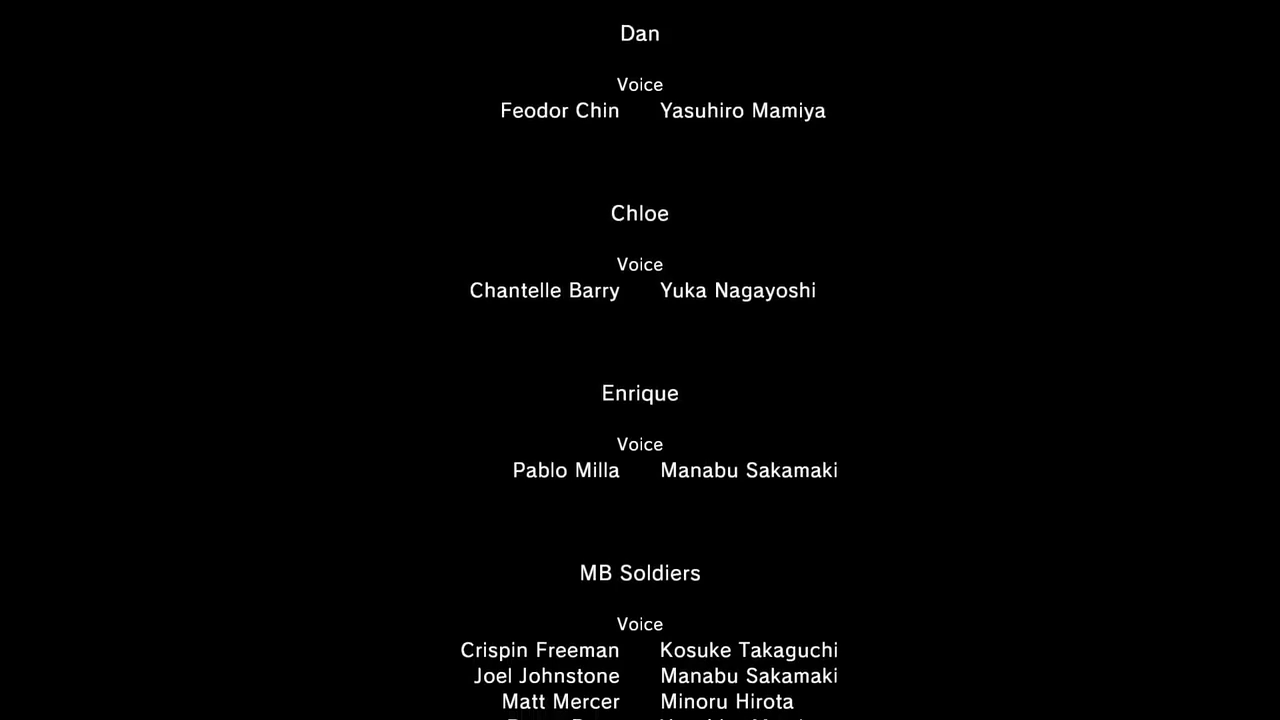 Dan
Voice
Feodor Chin Yasuhiro Mamiya
Chloe
Voice
Chantelle Barry Yuka Nagayoshi
Enrique
Voice
Pablo Milla Manabu Sakamaki
MB Soldiers
Voice
Crispin Freeman Kosuke Takaguchi
Joel Johnstone Manabu Sakamaki
Matt Mercer Minoru Hirota